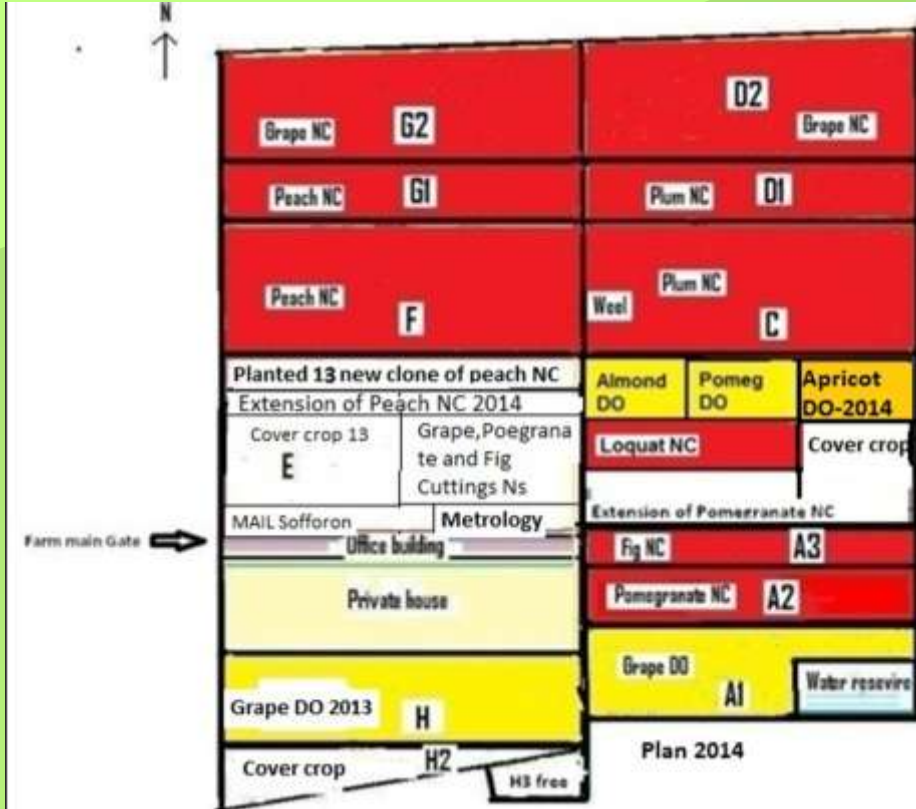 N
Grape NC G2
D2
Grape NC
Peach NC G1
Plum NC D1
Peach NC
F
Plum NC
Weel
C
Planted 13 new clone of peach NC
Extension of Peach NC 2014
Cover crop 13
E
Grape,Poegrana
te and Fig
Cuttings Ns
MAIL Sofforon
Metrology
Almond
DO
Pomeg
DO
Apricot
DO-2014
Loquat NC
Cover crop
Extension of Pomegranate NC
Farm main Gate
Office building
Fig NC A3
Private house
Pomegranate NC A2
Grape DO
A1
Water resevire
Grape DO 2013 H
Cover crop
H2
H3 free
Plan 2014